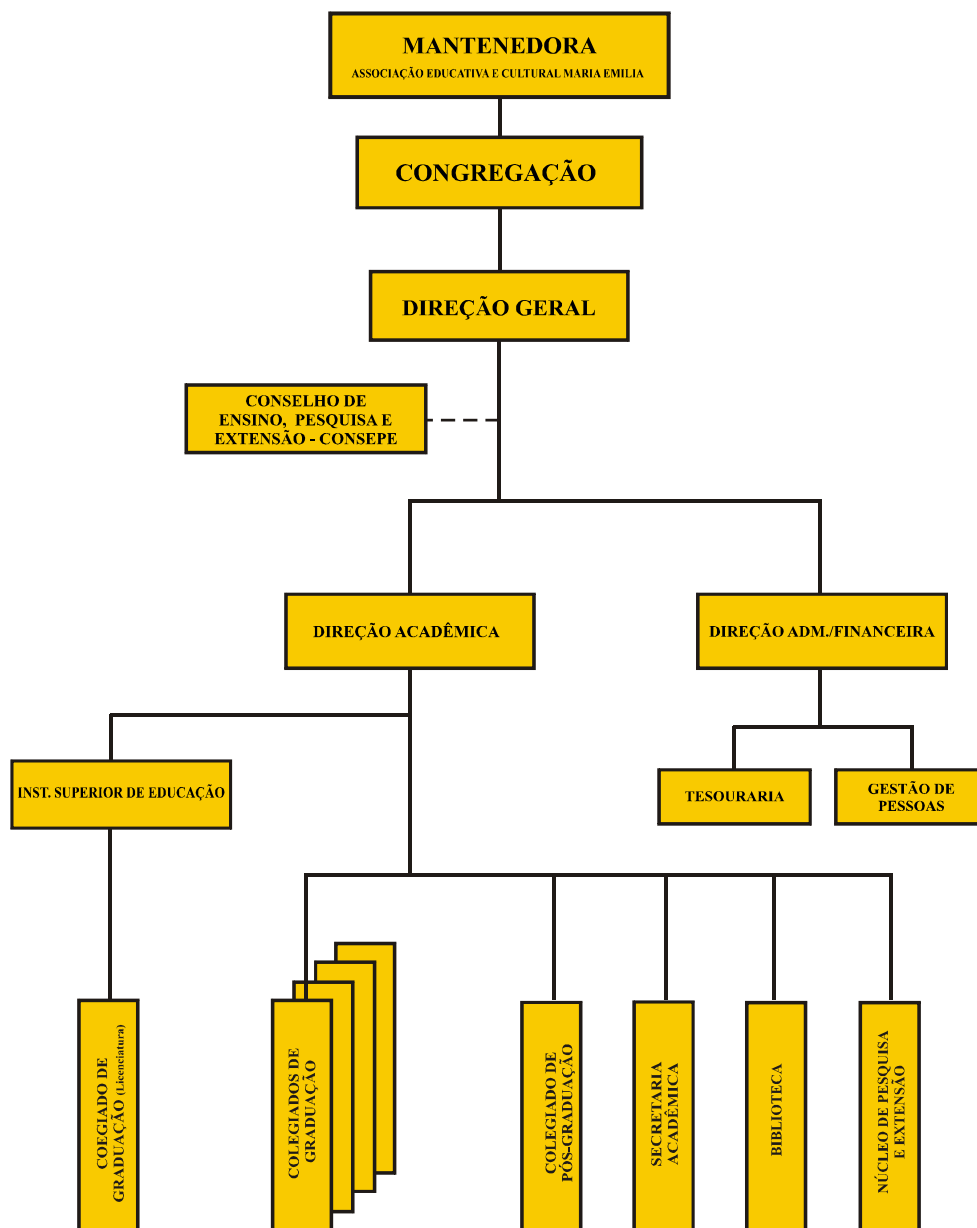 MANTENEDORA
ASSOCIAÇÃO EDUCATIVA E CULTURAL MARIA EMILIA
CONGREGAÇÃO
DIREÇÃO GERAL
CONSELHO DE
ENSINO, PESQUISA E
EXTENSÃO - CONSEPE
DIREÇÃO ACADÊMICA
DIREÇÃO ADM./FINANCEIRA
INST. SUPERIOR DE EDUCAÇÃO
TESOURARIA
GESTÃO DE
PESSOAS
COEGIADO DE
GRADUAÇÃO (Licenciatura)
COLEGIADOS DE
GRADUAÇÃO
COLEGIADO DE
PÓS-GRADUAÇÃO
SECRETARIA
ACADÊMICA
BIBLIOTECA
NÚCLEO DE PESQUISA
E EXTENSÃO